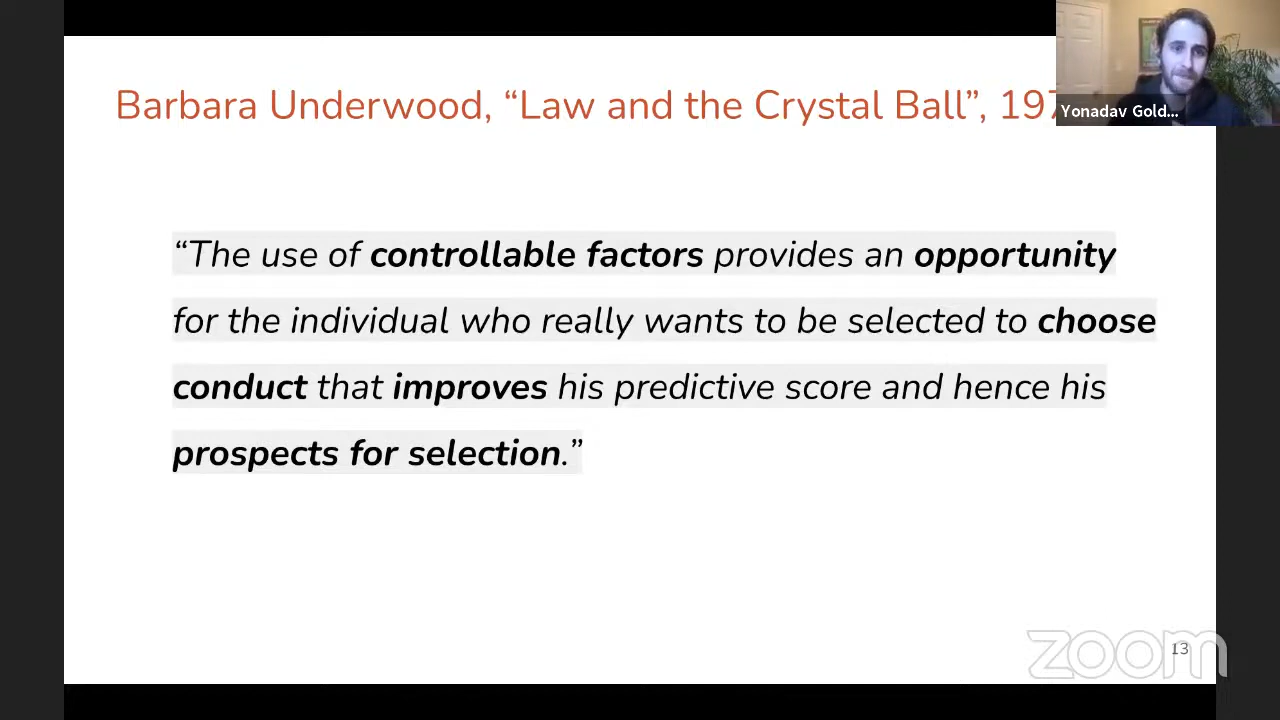 Barbara Underwood, “Law and the Crystal Ball”, 197
Yonadav Gold...
“The use of controllable factors provides an opportunity
for the individual who really wants to be selected to choose
conduct that improves his predictive score and hence his
prospects for selection.”
zoom
13